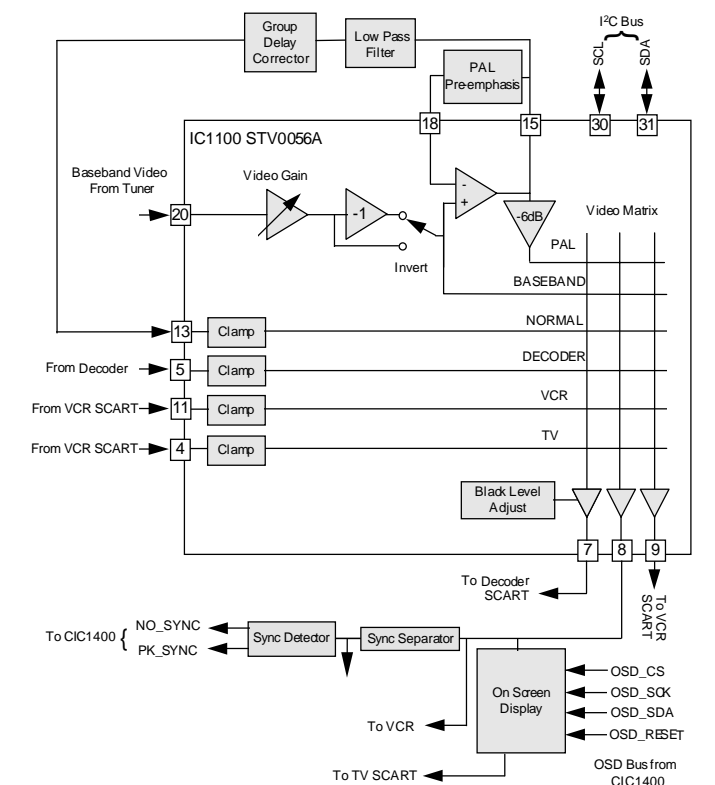 Group
Delay
Corrector
Low Pass
Filter
I²C Bus
SCL
SDA
PAL
Pre-emphasis
18
15
30
31
IC1100 STV0056A
Baseband Video
From Tuner
Video Gain
20
-1
-
+
-6dB
Video Matrix
Invert
PAL
BASEBAND
13
Clamp
NORMAL
From Decoder
5
Clamp
DECODER
From VCR SCART
11
Clamp
VCR
From VCR SCART
4
Clamp
TV
Black Level
Adjust
7
8
9
To Decoder
SCART
To VCR
SCART
To CIC1400 {
NO_SYNC
PK_SYNC
Sync Detector
Sync Separator
On Screen
Display
OSD_CS
OSD_SCK
OSD_SDA
OSD_RESET
To VCR
To TV SCART
OSD Bus from
CIC1400